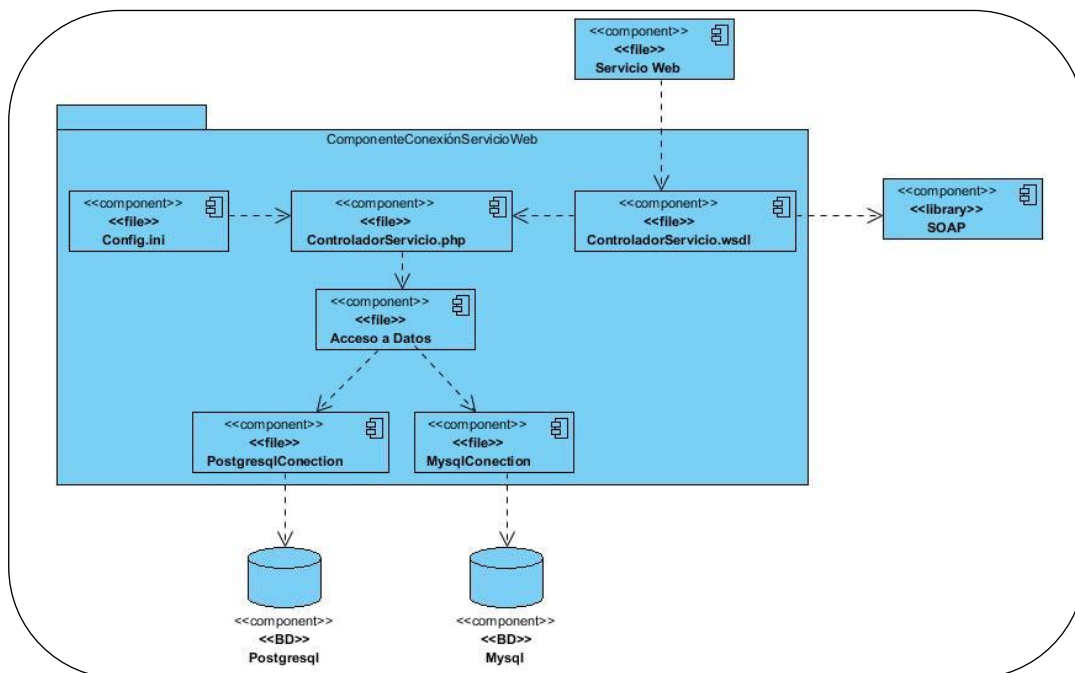 <<component>>
<<file>>
Servicio Web
ComponenteConexiónServicioWeb
<<component>>
<<file>>
Config.ini
<<component>>
<<file>>
ControladorServicio.php
<<component>>
<<file>>
ControladorServicio.wsdl
<<component>>
<<library>>
SOAP
<<component>>
<<file>>
Acceso a Datos
<<component>>
<<file>>
PostgresqlConection
<<component>>
<<file>>
MysqlConection
<<component>>
<<BD>>
Postgresql
<<component>>
<<BD>>
Mysql